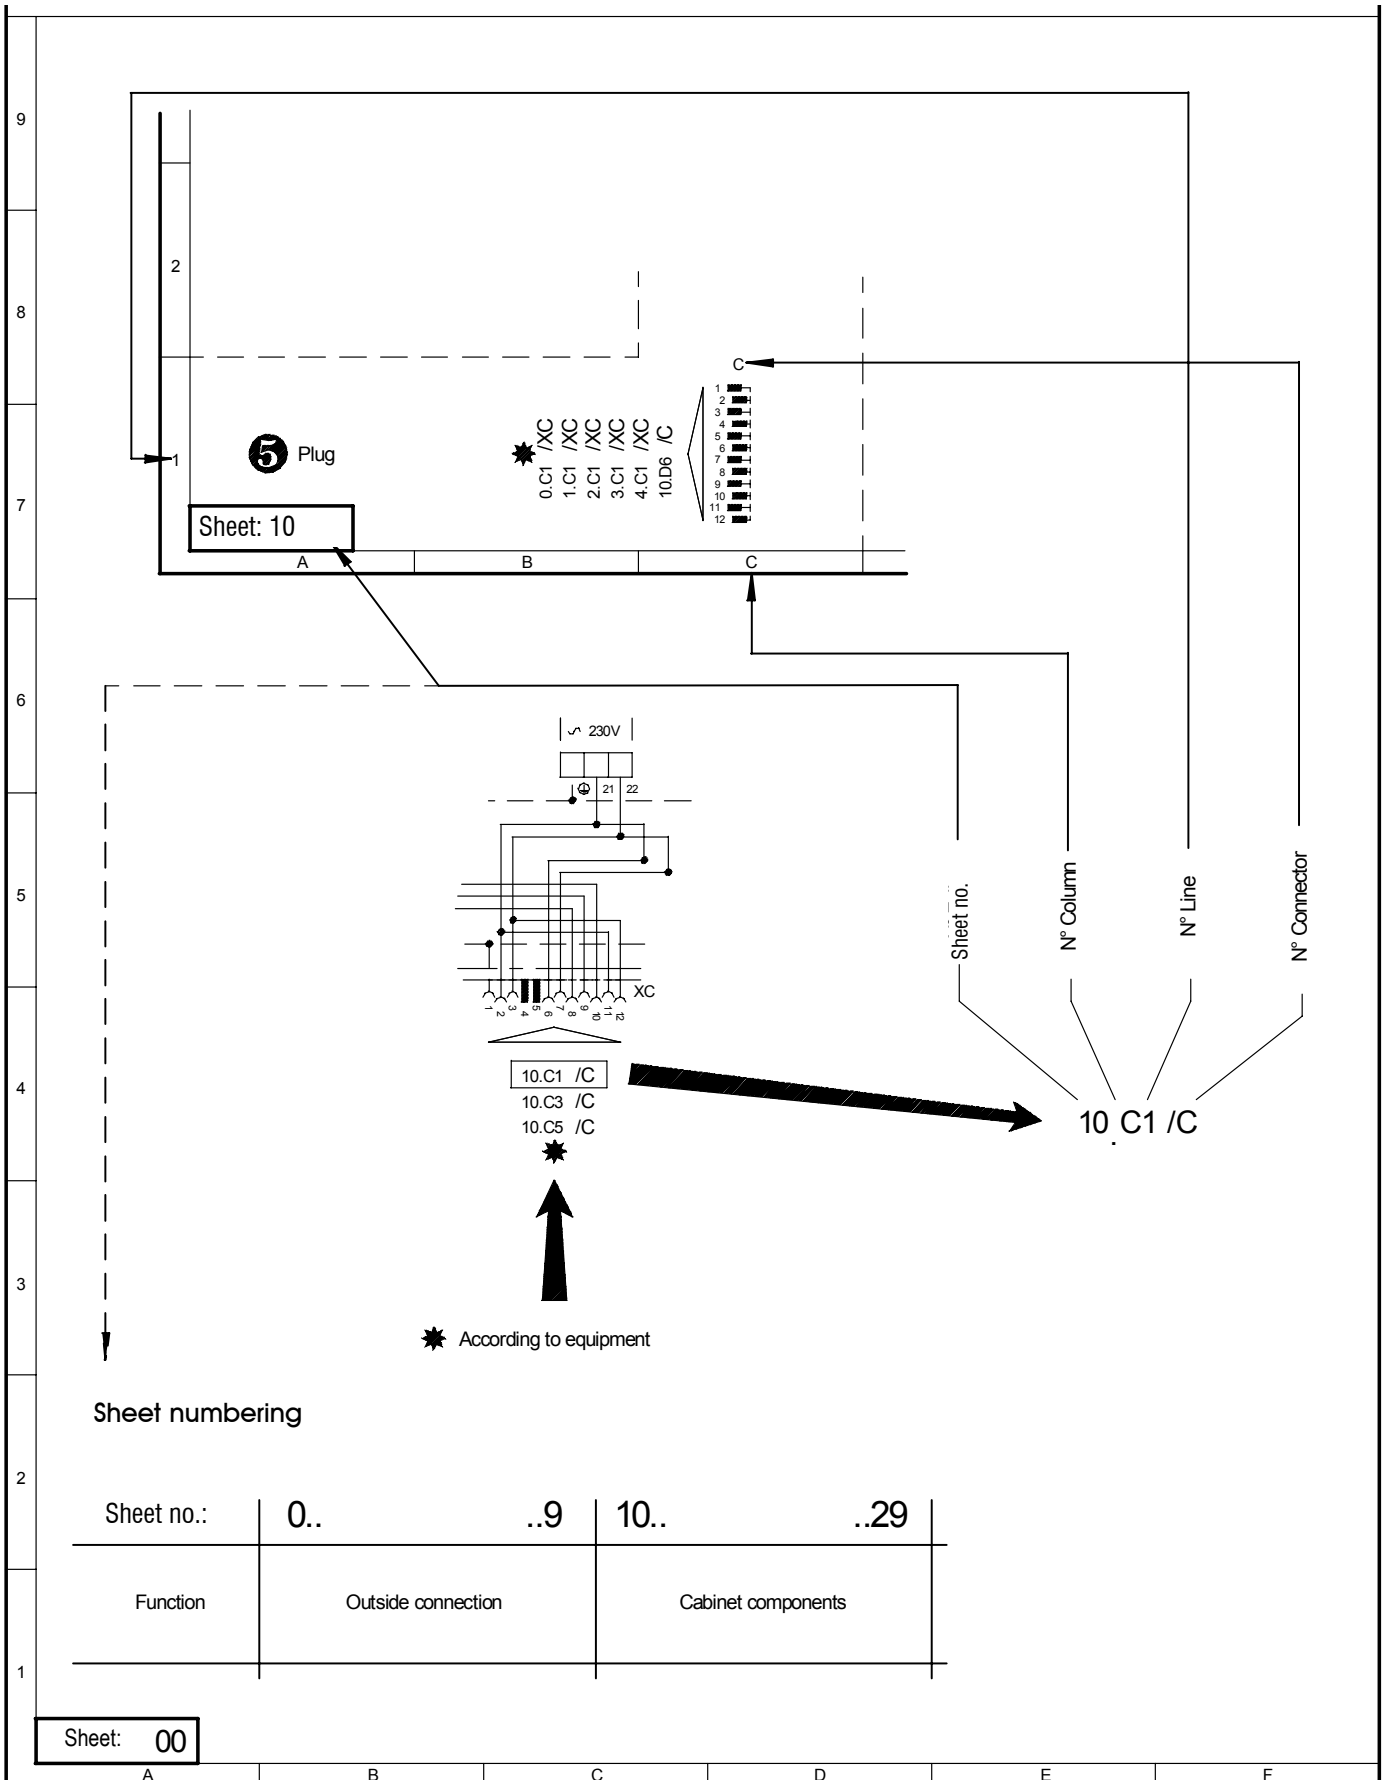 9
8
7
6
5
4
3
2
1
2
1
5 Plug
0.C1 /XC
1.C1 /XC
2.C1 /XC
3.C1 /XC
4.C1 /XC
10.D6 /C
C
1
2
3
4
5
6
7
8
9
10
11
12
Sheet: 10
A B C
230V
21 22
XC
1 2 3 4 5 6 7 8 9 10 11 12
10.C1 /C
10.C3 /C
10.C5 /C
Sheet no.
N° Column
N° Line
N° Connector
10.C1 /C
According to equipment
Sheet numbering
Sheet no.: 0.. ..9 10.. ..29
Function Outside connection Cabinet components
Sheet: 00
A B C D E F